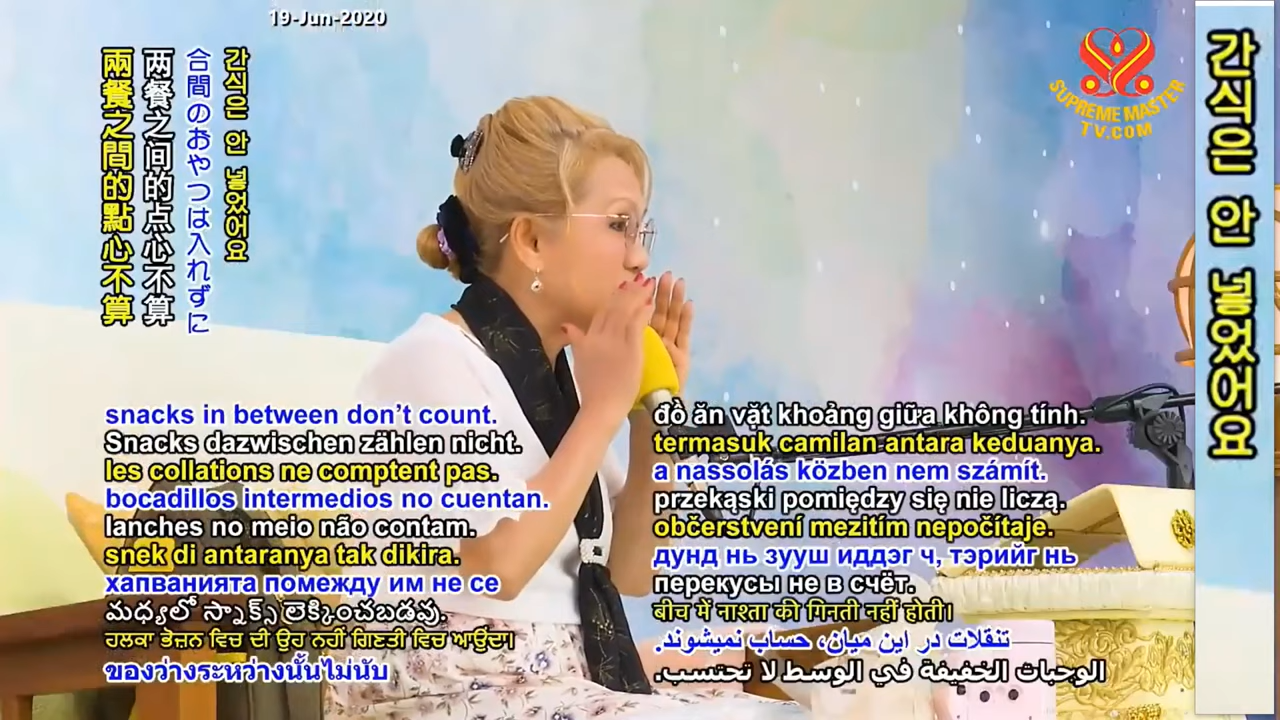 19-Jun-2020
SUPREME MASTER
TV.COM
간식은 안 넣었어요
간식은 안 넣었어요
合間のおやつは入れずに
两餐之间的点心不算
兩餐之間的點心不算
snacks in between don’t count.
Snacks dazwischen zählen nicht.
les collations ne comptent pas.
bocadillos intermedios no cuentan.
lanches no meio não contam.
snek di antaranya tak dikira.
хапванията помежду им не се
మధ్యలో స్నాక్స్ లెక్కించబడవు.
ਹਲਕਾ ਭੋਜ਼ਨ ਵਿਚ ਦੀ ਉਹ ਨਹੀਂ ਗਿਣਤੀ ਵਿਚ ਆਉਂਦਾ।
ของว่างระหว่างนั้นไม่นับ
đồ ăn vặt khoảng giữa không tính.
termasuk camilan antara keduanya.
a nassolás közben nem számít.
przekąski pomiędzy się nie liczą.
občerstvení mezitím nepočítaje.
дунд нь зууш иддэг ч, тэрийг нь
перекусы не в счёт.
बीच में नाश्ता की गिनती नहीं होती।
تنقلات در این میان، حساب نمیشوند.
الوجبات الخفيفة في الوسط لا تحتسب.